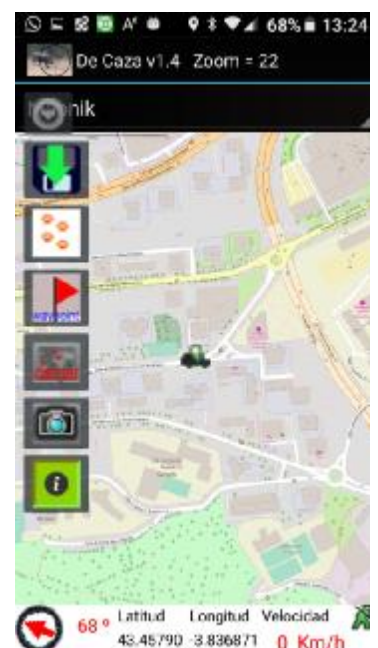 68% 13:24
De Caza v1.4 Zoom = 22
nik
waypoint
68 º
Latitud Longitud Velocidad
43.45790 -3.836871 0 Km/h